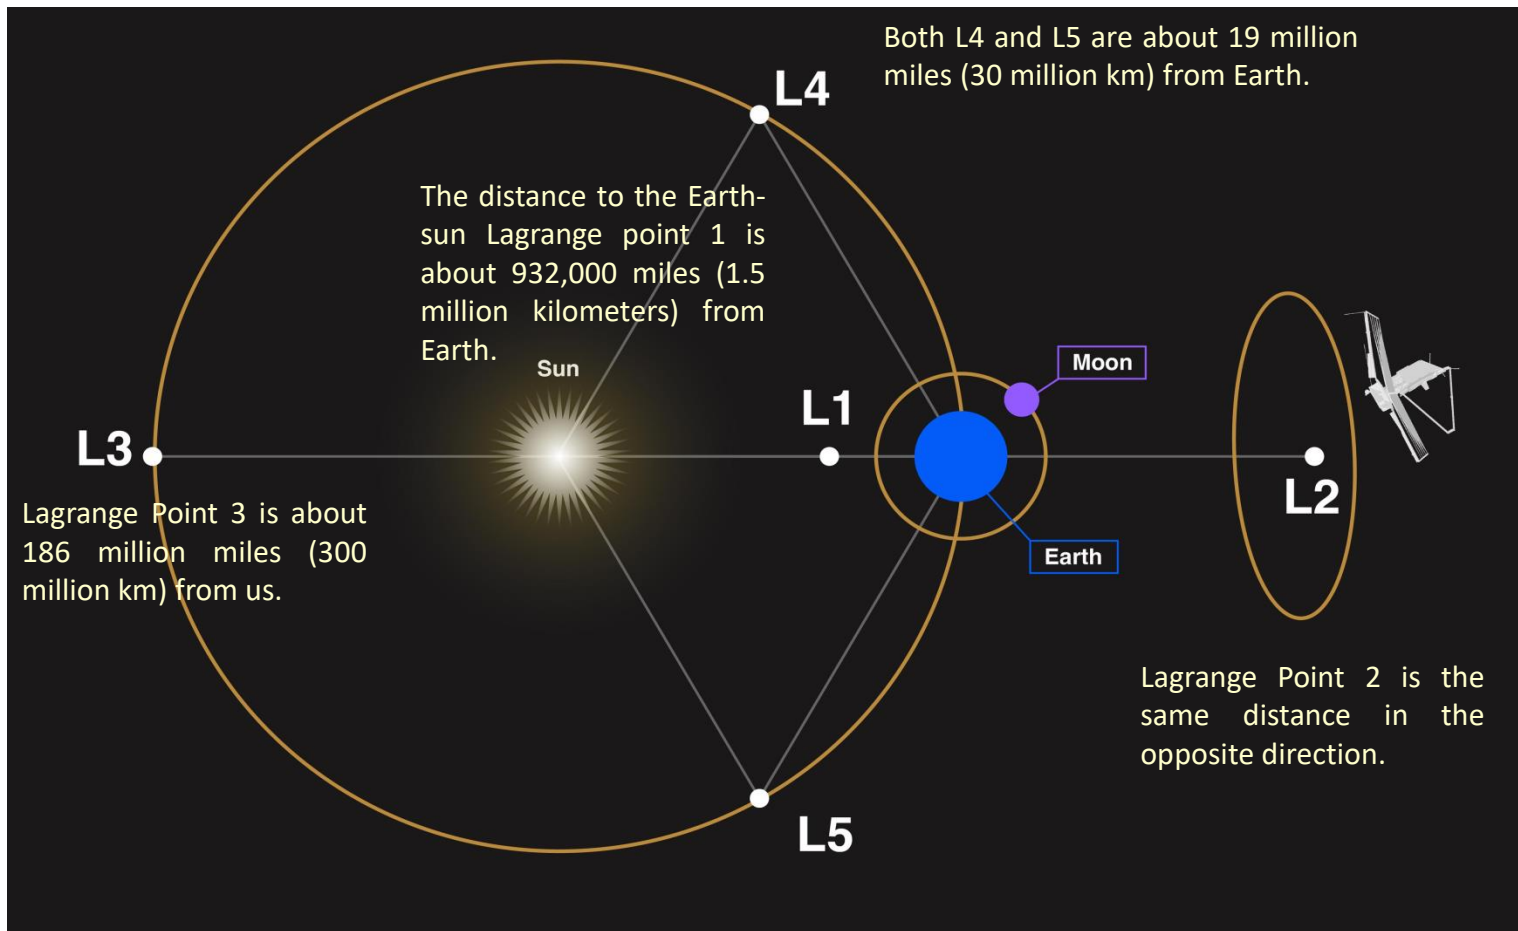 Both L4 and L5 are about 19 million
miles (30 million km) from Earth.
L4
The distance to the Earth-
sun Lagrange point 1 is
about 932,000 miles (1.5
million kilometers) from
Earth.
Sun
Moon
L1
L3
L2
Lagrange Point 3 is about
186 million miles (300
million km) from us.
Earth
Lagrange Point 2 is the
same distance in the
opposite direction.
L5